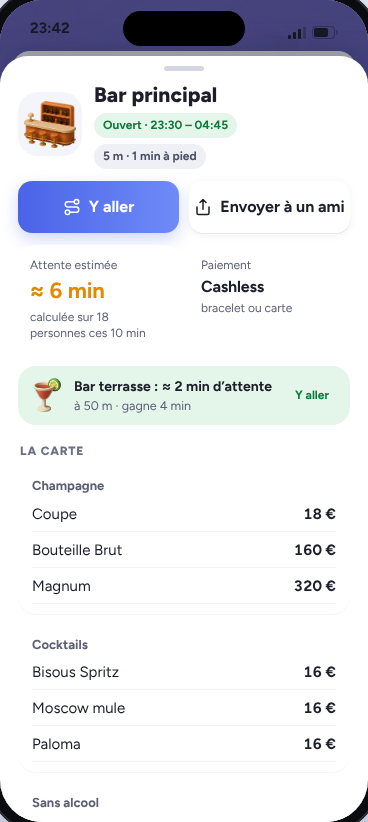 23:42
Bar principal
Ouvert · 23:30 – 04:45
5 m · 1 min à pied
Y aller
Envoyer à un ami
Attente estimée
≈ 6 min
calculée sur 18
personnes ces 10 min
Paiement
Cashless
bracelet ou carte
Bar terrasse : ≈ 2 min d’attente
à 50 m · gagne 4 min
Y aller
LA CARTE
Champagne
Coupe 18 €
Bouteille Brut 160 €
Magnum 320 €
Cocktails
Bisous Spritz 16 €
Moscow mule 16 €
Paloma 16 €
Sans alcool